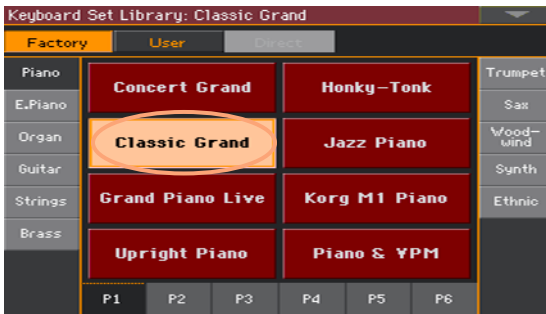 Keyboard Set Library: Classic Grand
Factory User Direct
Piano
E.Piano
Organ
Guitar
Strings
Brass
Concert Grand Honky-Tonk
Classic Grand Jazz Piano
Grand Piano Live Korg M1 Piano
Upright Piano Piano & YPM
Trumpet
Sax
Wood-
wind
Synth
Ethnic
P1 P2 P3 P4 P5 P6